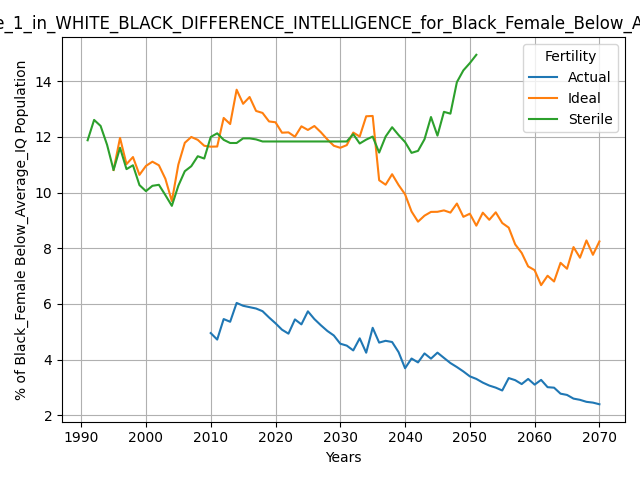 e_1_in_WHITE_BLACK_DIFFERENCE_INTELLIGENCE_for_Black_Female_Below_A
Fertility
Actual
Ideal
Sterile
% of Black_Female Below_Average_IQ Population
14
12
10
8
6
4
2
1990 2000 2010 2020 2030 2040 2050 2060 2070
Years